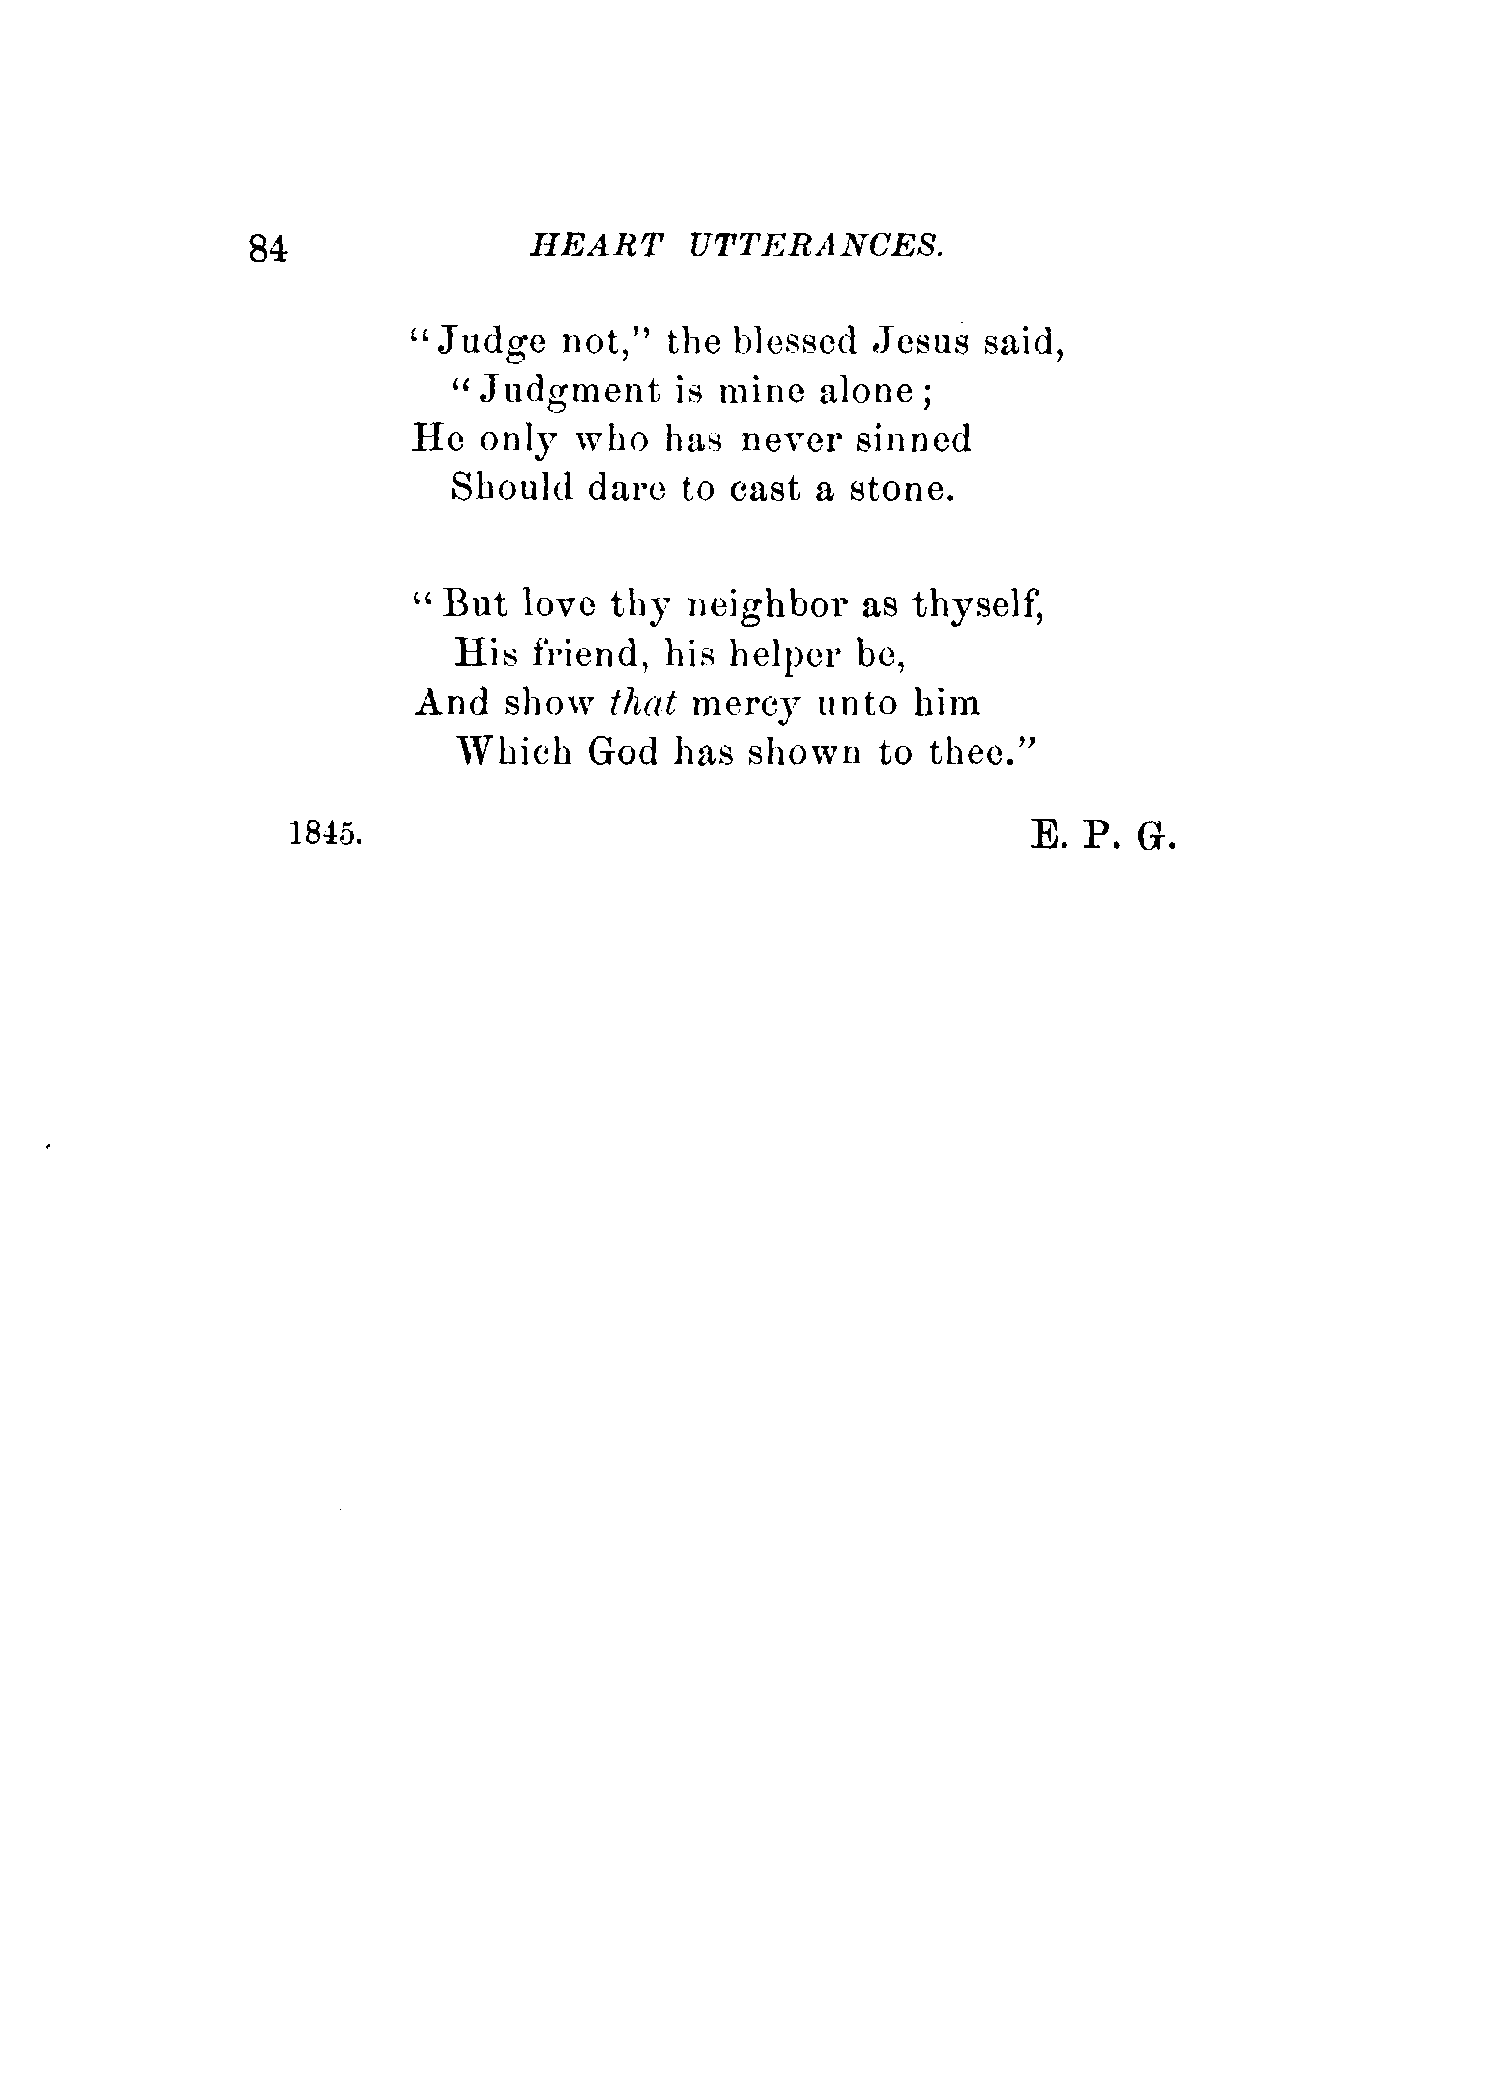 84 HEART UTTERANCES.
"Judge not," the blessed Jesus said,
"Judgment is mine alone;
He only who has never sinned
Should dare to cast a stone.
"But love thy neighbor as thyself,
His friend, his helper be,
And show that mercy unto him
Which God has shown to thee."
1845. E. P. G.